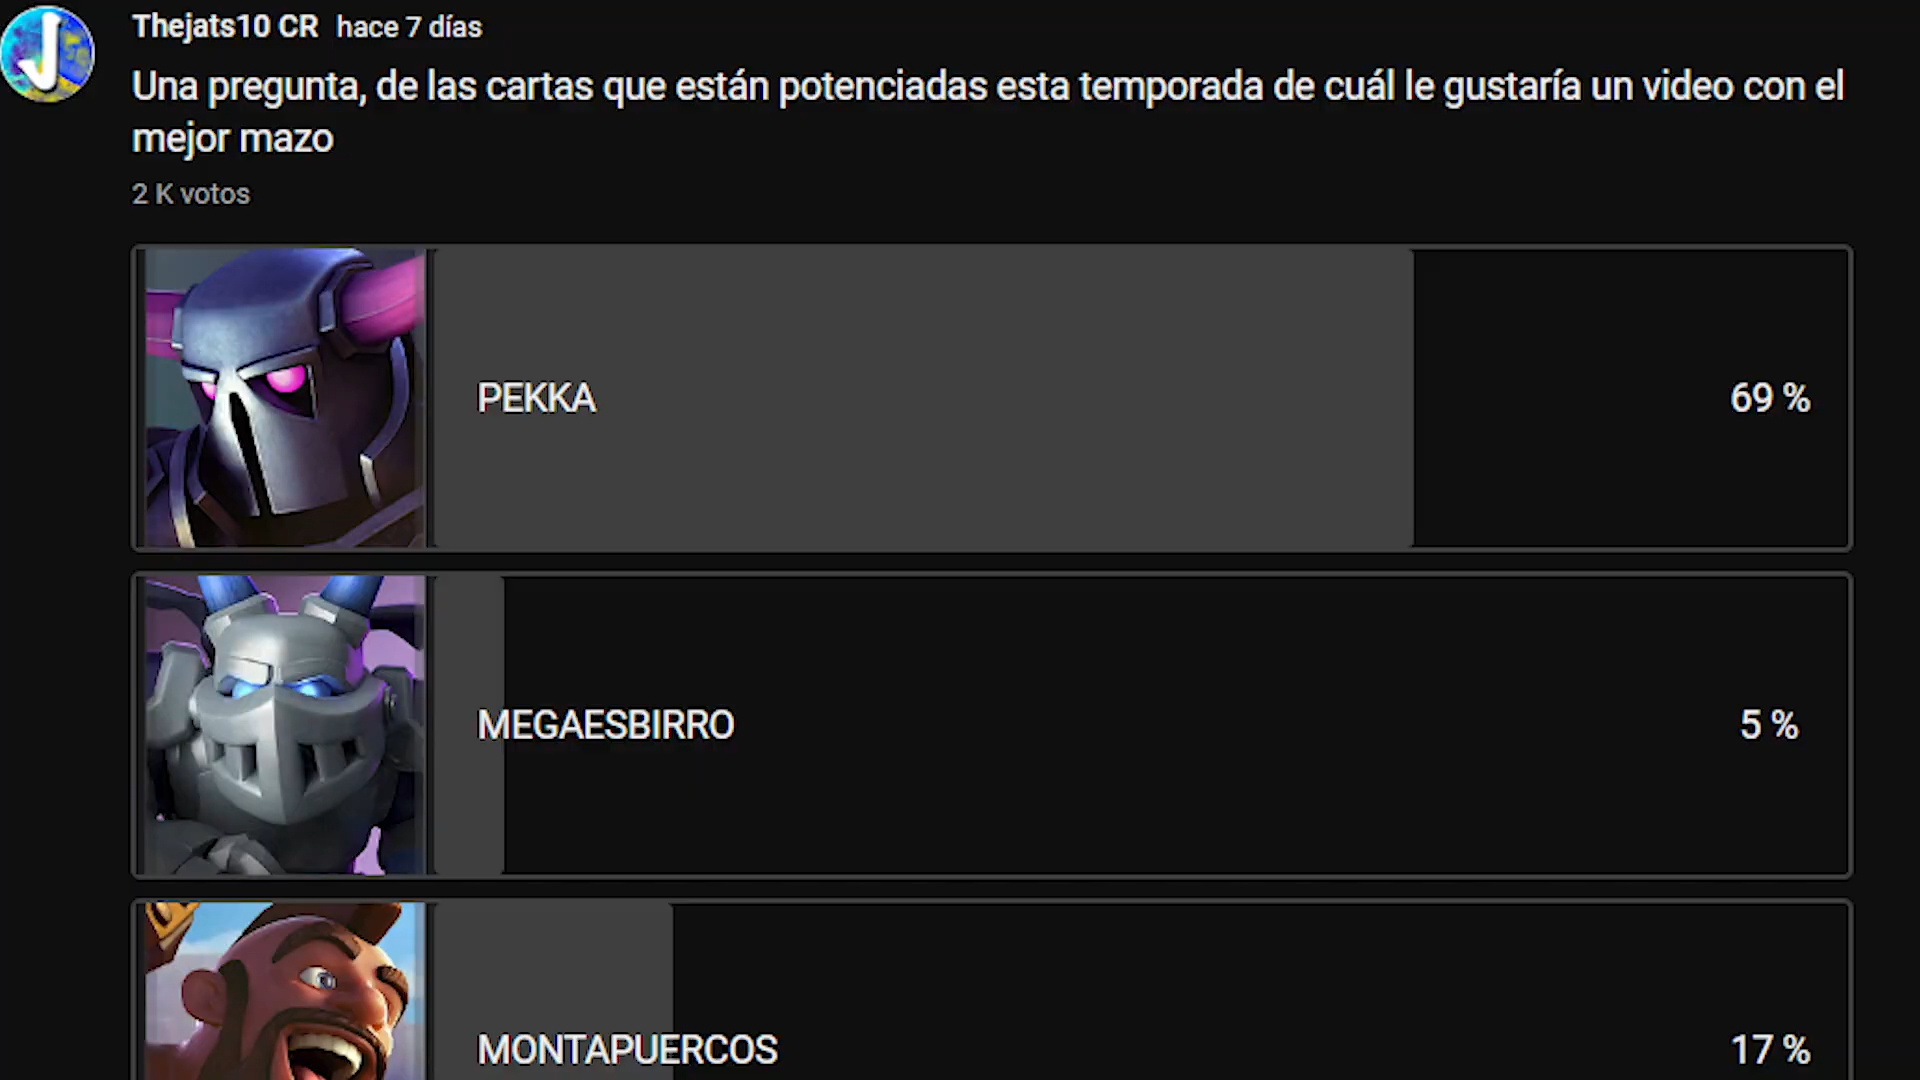 Thejats10 CR hace 7 días
Una pregunta, de las cartas que están potenciadas esta temporada de cuál le gustaría un video con el
mejor mazo
2 K votos
PEKKA 69 %
MEGAESBIRRO 5 %
MONTAPUERCOS 17 %